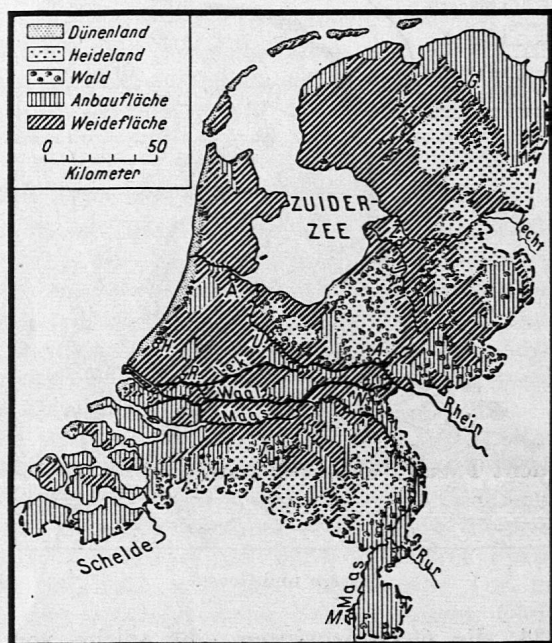 Dünenland
Heideland
Wald
Anbaufläche
Weidefläche
0 50
Kilometer
G.
ZUIDER-
ZEE
Vecht
Z.
A.
H.
U.
R.
Lek
Waal
Maas
N.
Rhein
Schelde
Rur
Maas
M.